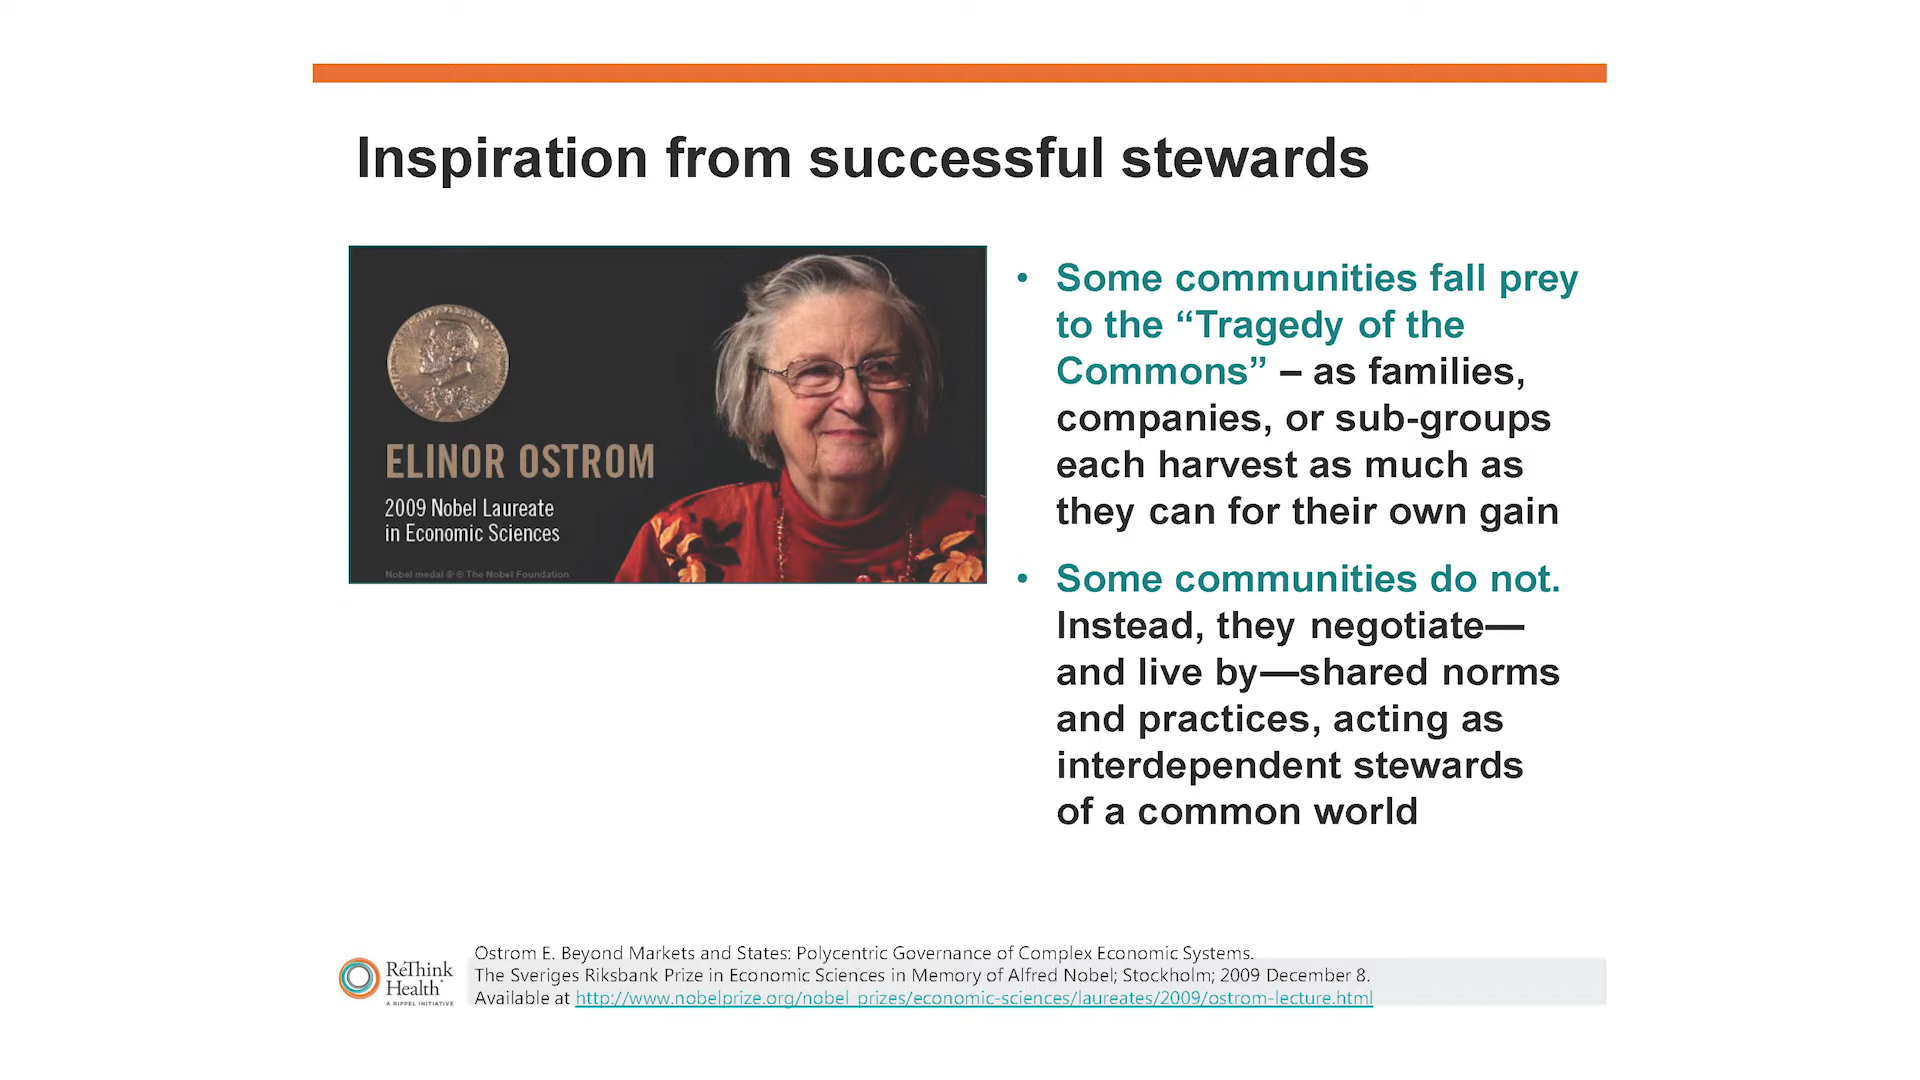 Inspiration from successful stewards
ELINOR OSTROM
2009 Nobel Laureate
in Economic Sciences
Nobel medal ® © The Nobel Foundation
• Some communities fall prey
to the “Tragedy of the
Commons” – as families,
companies, or sub-groups
each harvest as much as
they can for their own gain
• Some communities do not.
Instead, they negotiate—
and live by—shared norms
and practices, acting as
interdependent stewards
of a common world
ReThink
Health
A RIPPEL INITIATIVE
Ostrom E. Beyond Markets and States: Polycentric Governance of Complex Economic Systems.
The Sveriges Riksbank Prize in Economic Sciences in Memory of Alfred Nobel; Stockholm; 2009 December 8.
Available at http://www.nobelprize.org/nobel_prizes/economic-sciences/laureates/2009/ostrom-lecture.html